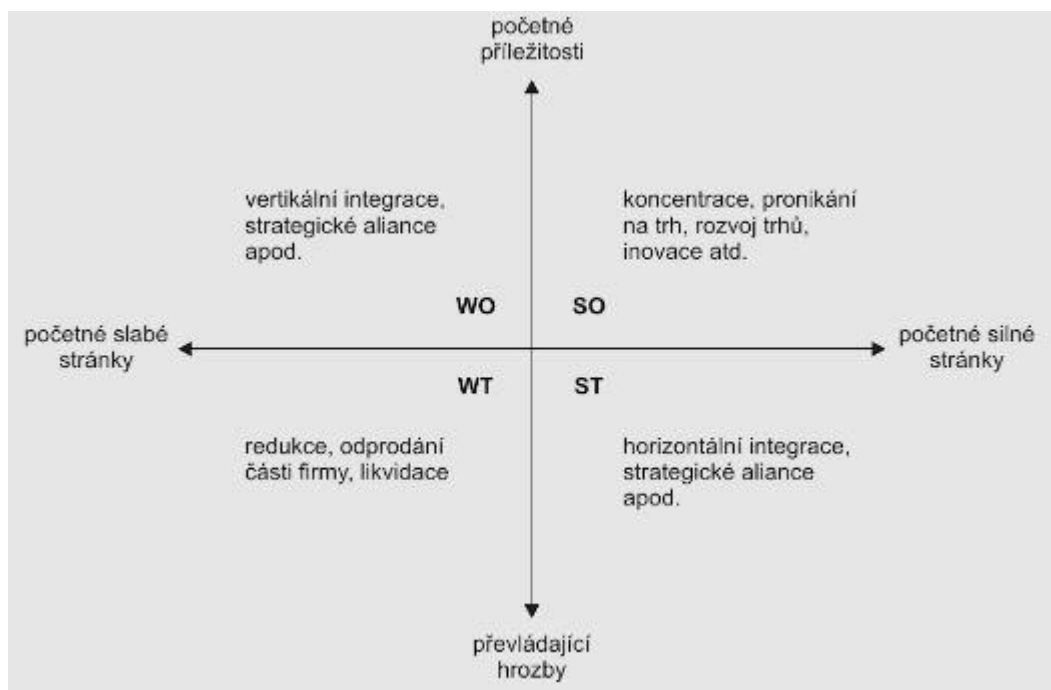 početné
příležitosti
vertikální integrace,
strategické aliance
apod.
koncentrace, pronikání
na trh, rozvoj trhů,
inovace atd.
WO
SO
početné slabé
stránky
početné silné
stránky
WT
ST
redukce, odprodání
části firmy, likvidace
horizontální integrace,
strategické aliance
apod.
převládající
hrozby